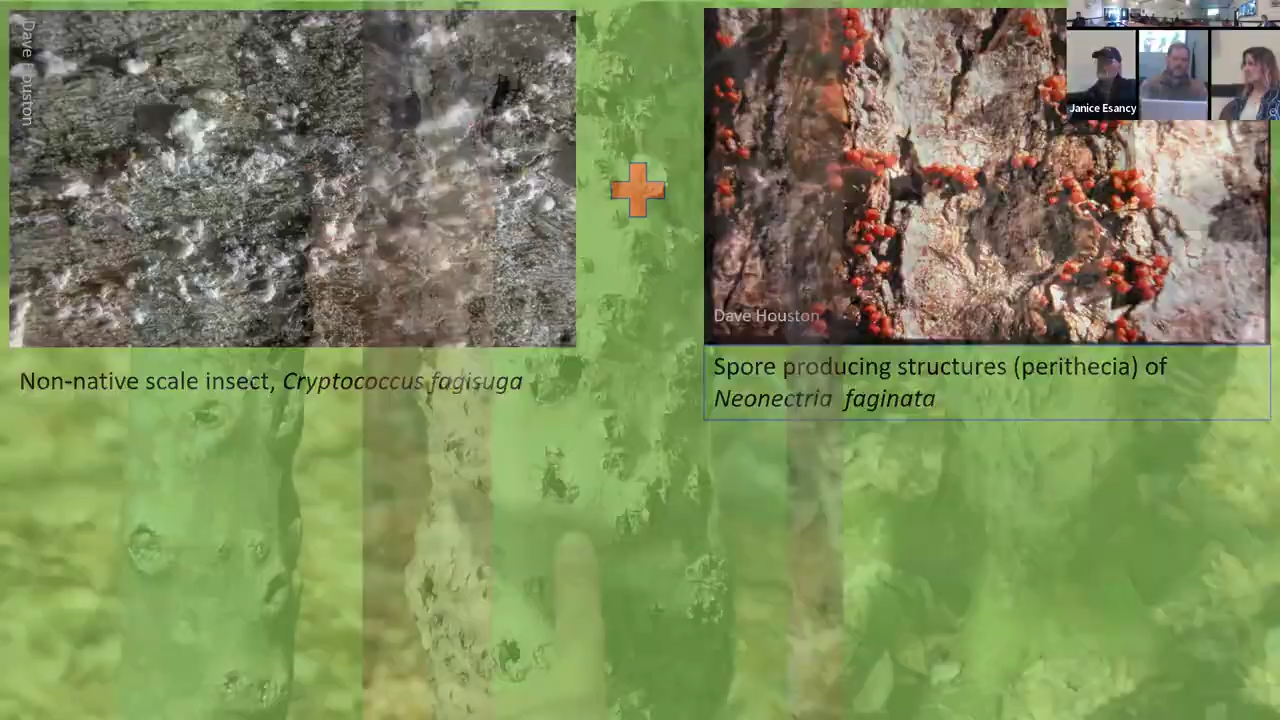 Dave Houston
Janice Esancy
Dave Houston
Non-native scale insect, Cryptococcus fagisuga
Spore producing structures (perithecia) of
Neonectria faginata